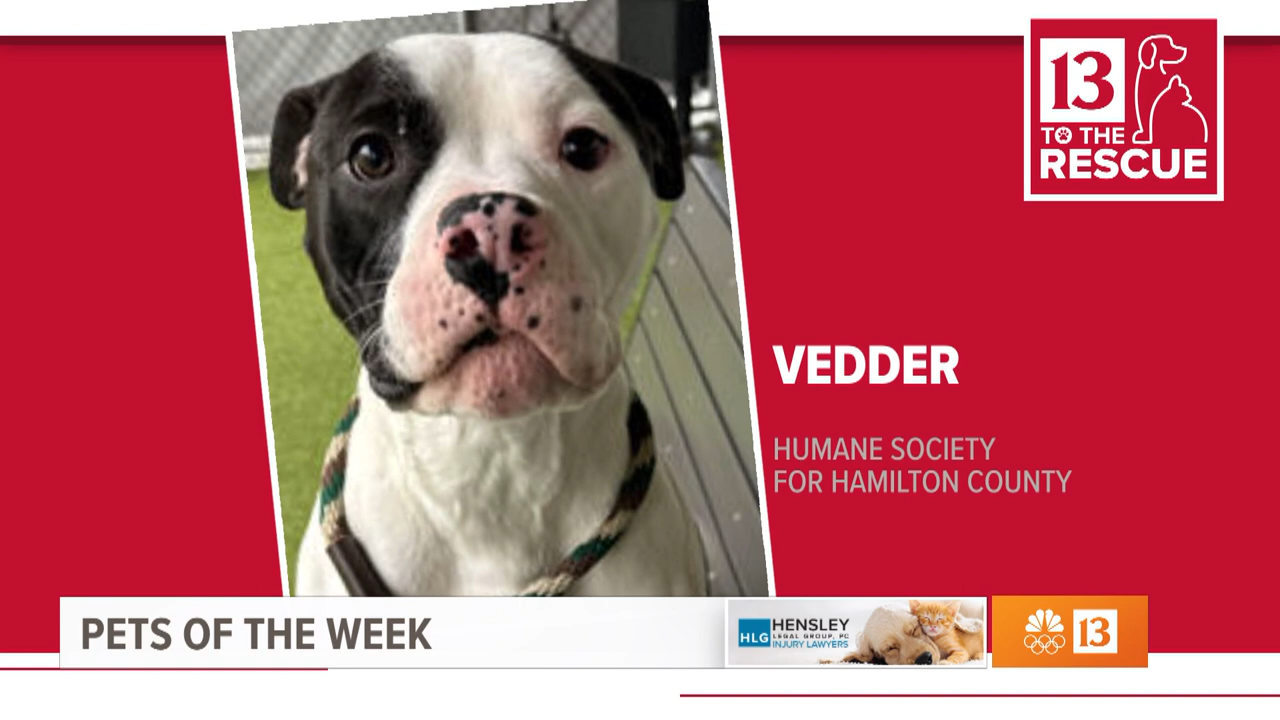 13
TO THE
RESCUE
VEDDER
HUMANE SOCIETY
FOR HAMILTON COUNTY
PETS OF THE WEEK
HLG
HENSLEY
LEGAL GROUP, PC
INJURY LAWYERS
13